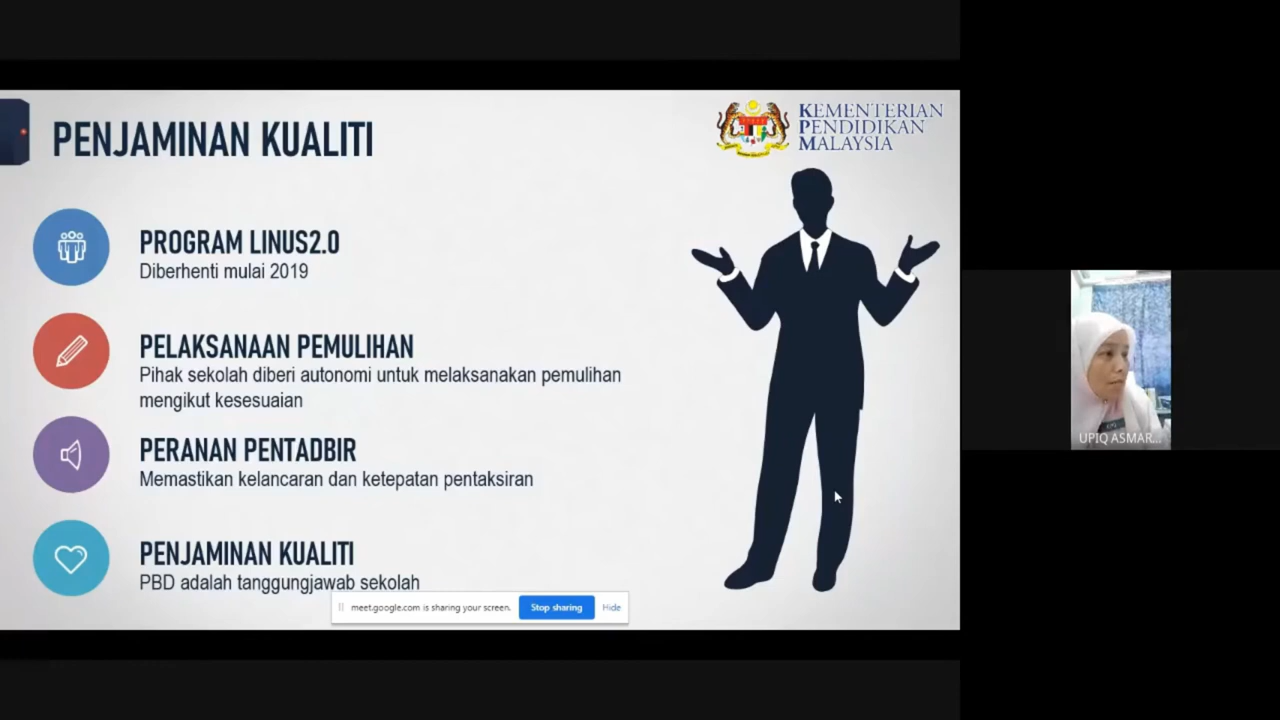 PENJAMINAN KUALITI
KEMENTERIAN
PENDIDIKAN
MALAYSIA
PROGRAM LINUS2.0
Diberhenti mulai 2019
PELAKSANAAN PEMULIHAN
Pihak sekolah diberi autonomi untuk melaksanakan pemulihan
mengikut kesesuaian
PERANAN PENTADBIR
Memastikan kelancaran dan ketepatan pentaksiran
PENJAMINAN KUALITI
PBD adalah tanggungjawab sekolah
meet.google.com is sharing your screen. Stop sharing Hide
UPIQ ASMAR...